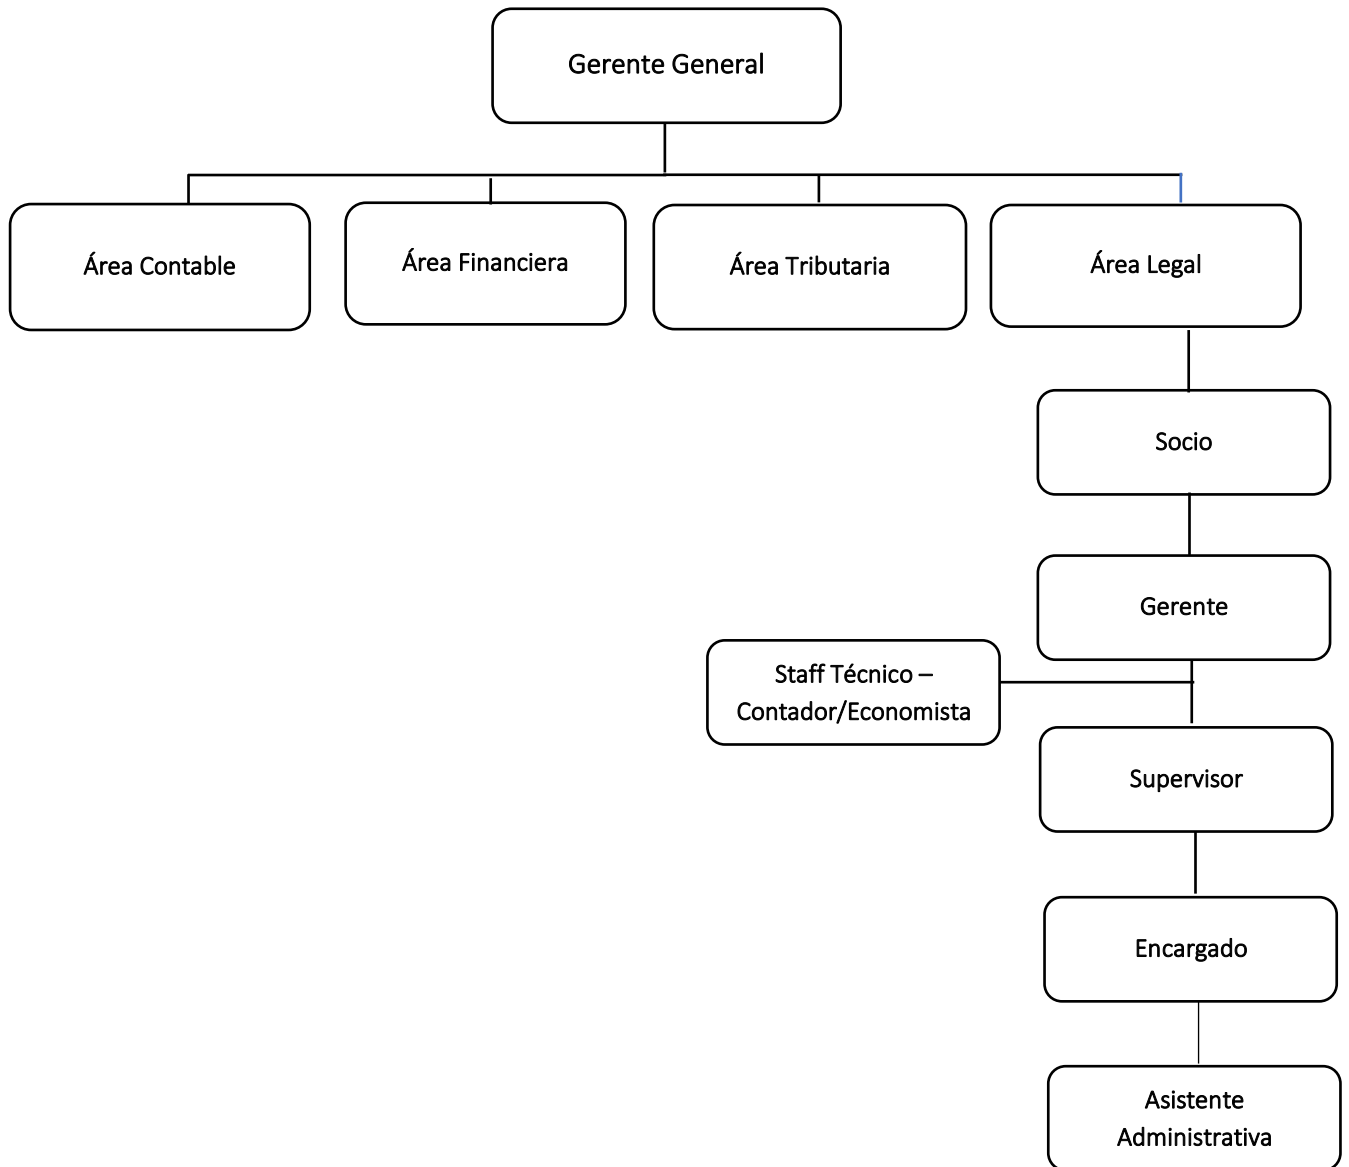 Gerente General
Área Contable
Área Financiera
Área Tributaria
Área Legal
Socio
Gerente
Staff Técnico –
Contador/Economista
Supervisor
Encargado
Asistente
Administrativa